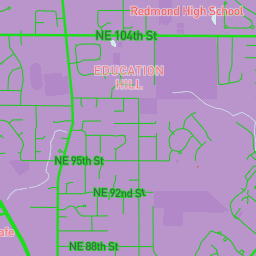 Redmond High School
NE 104th St
EDUCATION
HILL
NE 95th St
NE 92nd St
NE 88th St